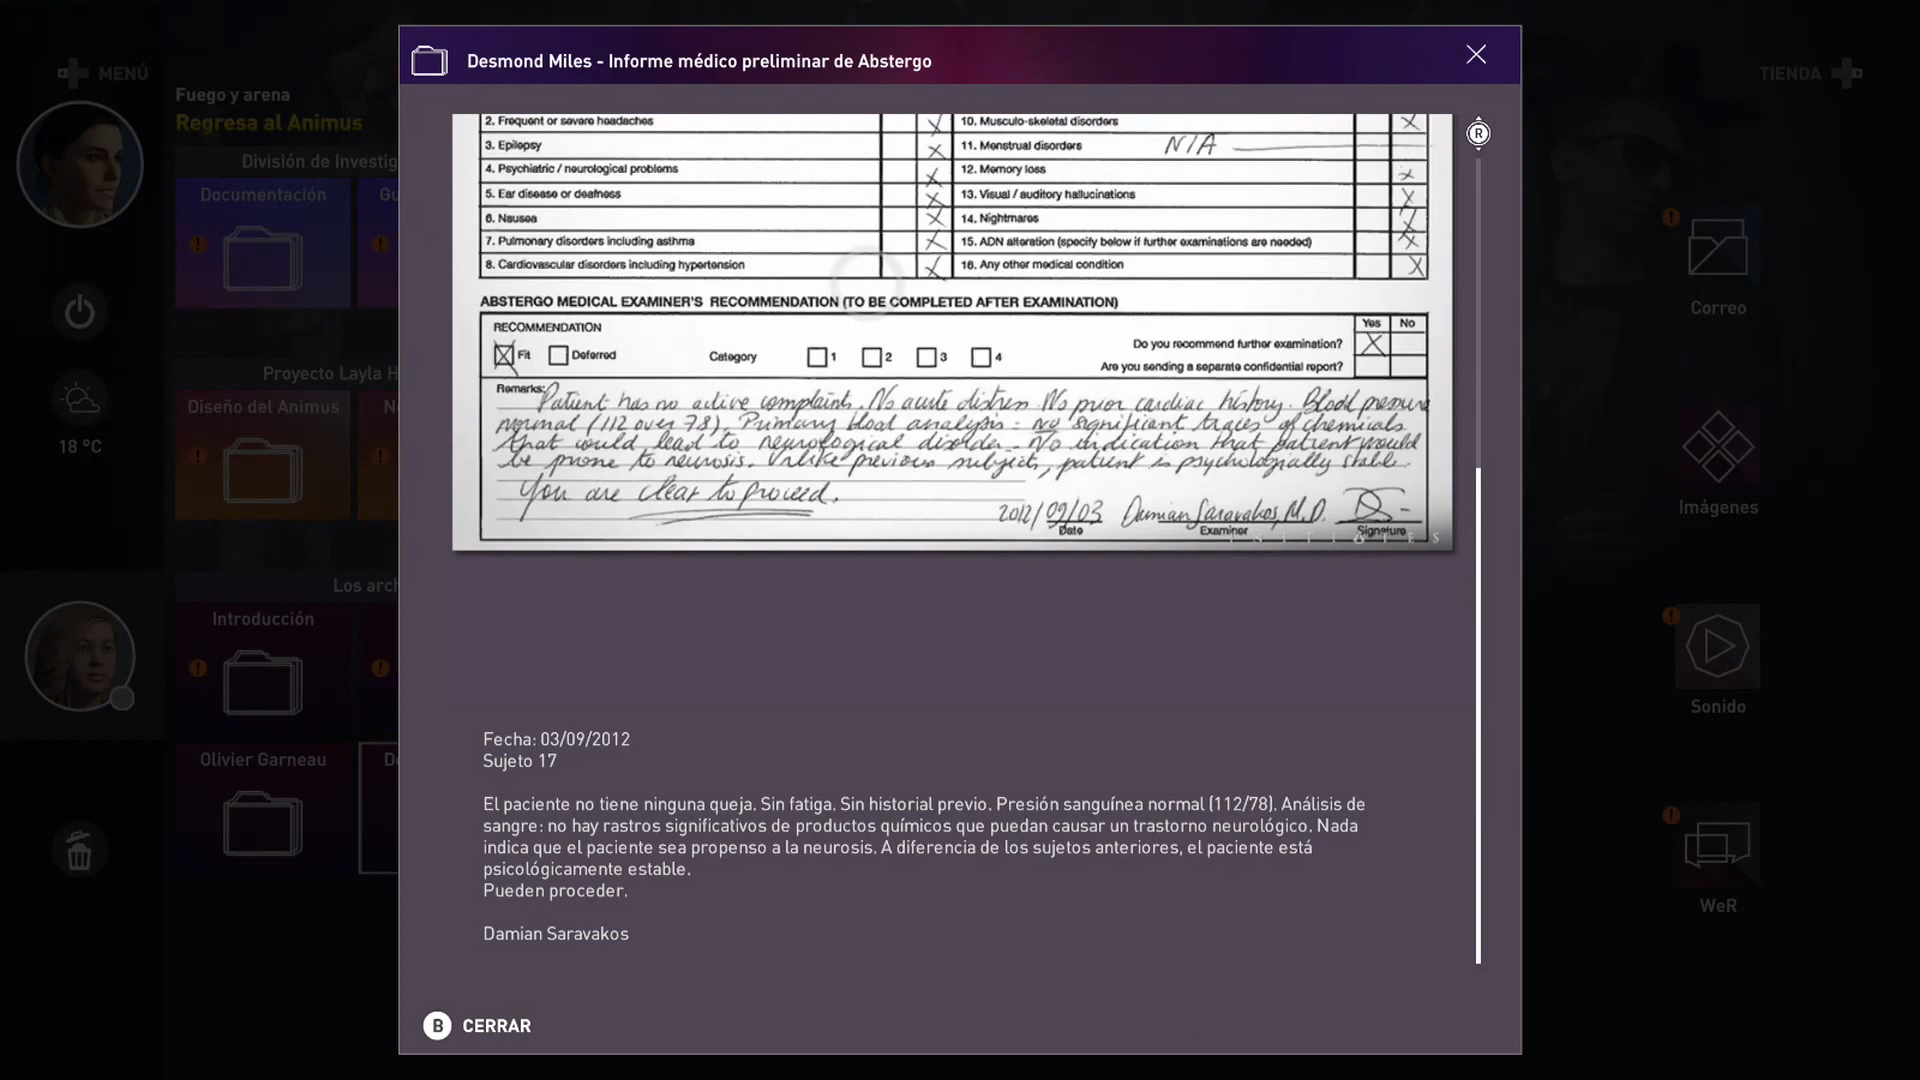 MENÚ
Fuego y arena
Regresa al Animus
División de Investig
Documentación
Gu
Proyecto Layla H
Diseño del Animus
N
18 °C
Los arch
Introducción
Olivier Garneau
D
Desmond Miles - Informe médico preliminar de Abstergo
2. Frequent or severe headaches
3. Epilepsy
4. Psychiatric / neurological problems
5. Ear disease or deafness
6. Nausea
7. Pulmonary disorders including asthma
8. Cardiovascular disorders including hypertension
10. Musculo-skeletal disorders
11. Menstrual disorders N/A
12. Memory loss
13. Visual / auditory hallucinations
14. Nightmares
15. ADN alteration (specify below if further examinations are needed)
16. Any other medical condition
ABSTERGO MEDICAL EXAMINER'S RECOMMENDATION (TO BE COMPLETED AFTER EXAMINATION)
RECOMMENDATION
Yes No
Fit Deferred Category 1 2 3 4
Do you recommend further examination?
Are you sending a separate confidential report?
Remarks: Patient has no active complaints. No acute distress. No prior cardiac history. Blood pressure
normal (112 over 78). Primary blood analysis: no significant traces of chemicals
that could lead to neurological disorder. No indication that patient would
be prone to neurosis. Unlike previous subjects, patient is psychologially stable.
You are clear to proceed.
2012/09/03 Damian Saravakos, M.D.
Date Examiner Signature
I N I T I A T E S
Fecha: 03/09/2012
Sujeto 17
El paciente no tiene ninguna queja. Sin fatiga. Sin historial previo. Presión sanguínea normal (112/78). Análisis de
sangre: no hay rastros significativos de productos químicos que puedan causar un trastorno neurológico. Nada
indica que el paciente sea propenso a la neurosis. A diferencia de los sujetos anteriores, el paciente está
psicológicamente estable.
Pueden proceder.
Damian Saravakos
B CERRAR
R
TIENDA
Correo
Imágenes
Sonido
WeR